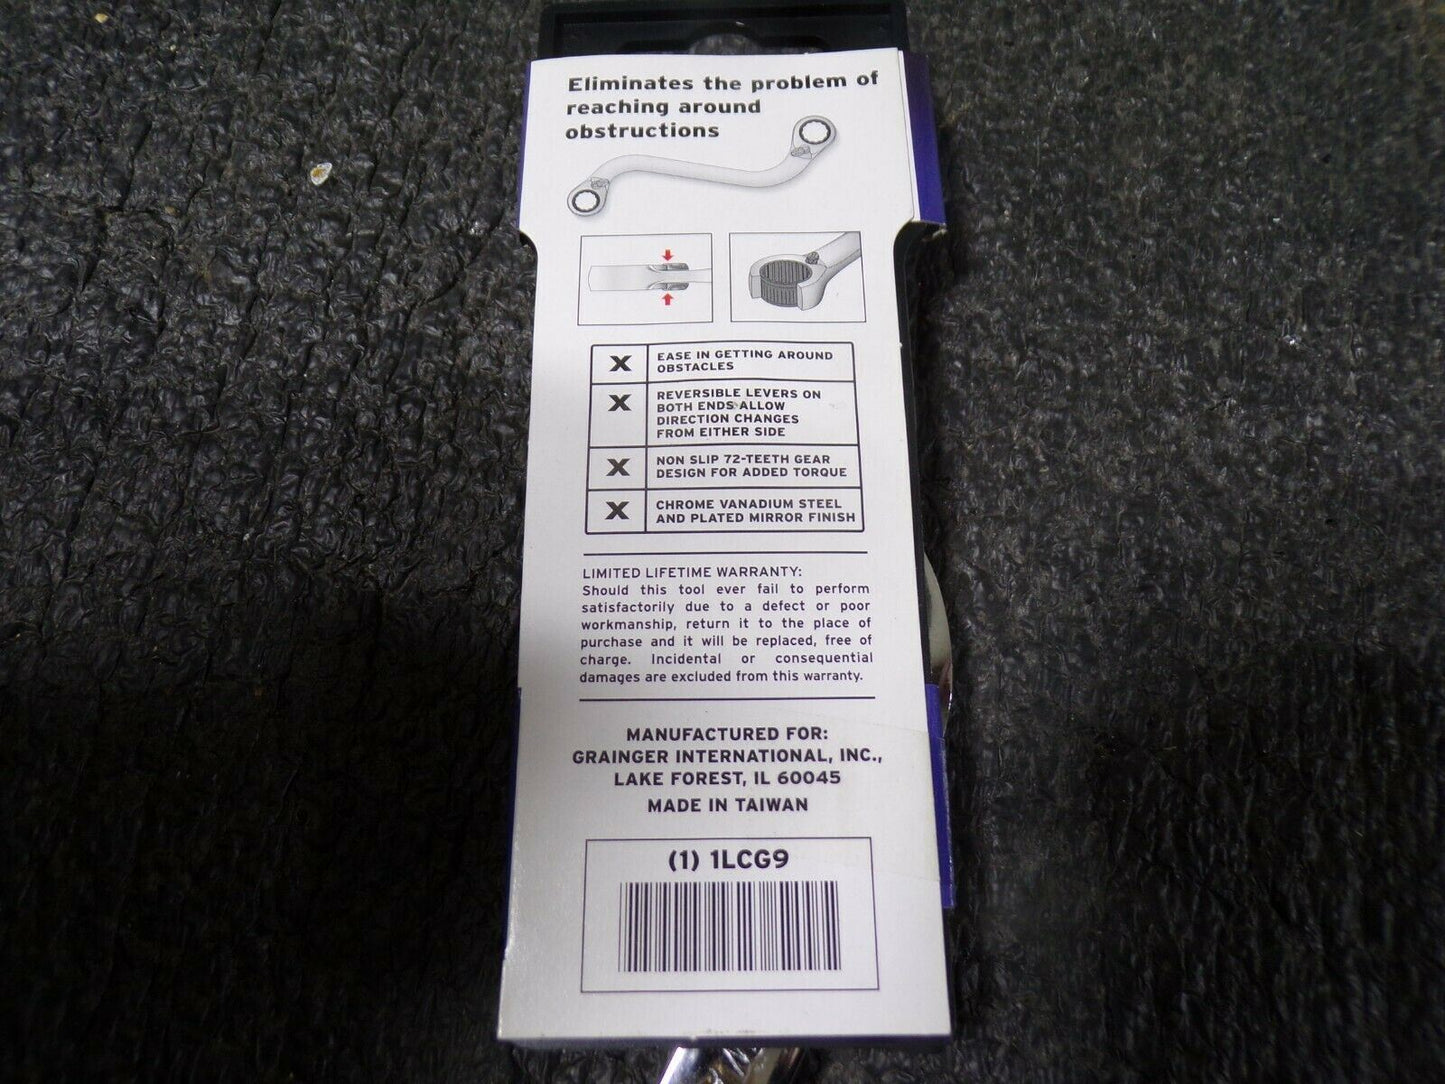 Eliminates the problem of
reaching around
obstructions
X
EASE IN GETTING AROUND
OBSTACLES
X
REVERSIBLE LEVERS ON
BOTH ENDS ALLOW
DIRECTION CHANGES
FROM EITHER SIDE
X
NON SLIP 72-TEETH GEAR
DESIGN FOR ADDED TORQUE
X
CHROME VANADIUM STEEL
AND PLATED MIRROR FINISH
LIMITED LIFETIME WARRANTY:
Should this tool ever fail to perform
satisfactorily due to a defect or poor
workmanship, return it to the place of
purchase and it will be replaced, free of
charge. Incidental or consequential
damages are excluded from this warranty.
MANUFACTURED FOR:
GRAINGER INTERNATIONAL, INC.,
LAKE FOREST, IL 60045
MADE IN TAIWAN
(1) 1LCG9